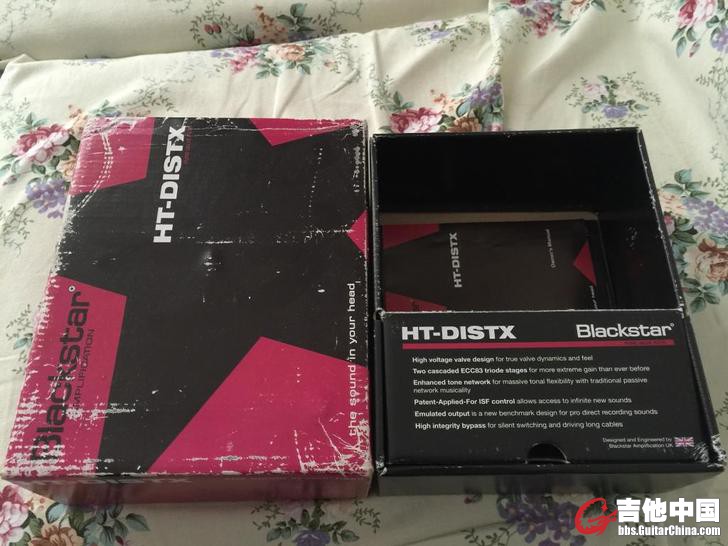 HT-DISTX
Blackstar®
AMPLIFICATION
the sound in your head
HT-DISTX
Owner's Manual
HT-DISTX
Blackstar®
High voltage valve design for true valve dynamics and feel
Two cascaded ECC83 triode stages for more extreme gain than ever before
Enhanced tone network for massive tonal flexibility with traditional passive
network musicality
Patent-Applied-For ISF control allows access to infinite new sounds
Emulated output is a new benchmark design for pro direct recording sounds
High integrity bypass for silent switching and driving long cables
Designed and Engineered by
Blackstar Amplification UK
吉他中国
bbs.GuitarChina.com